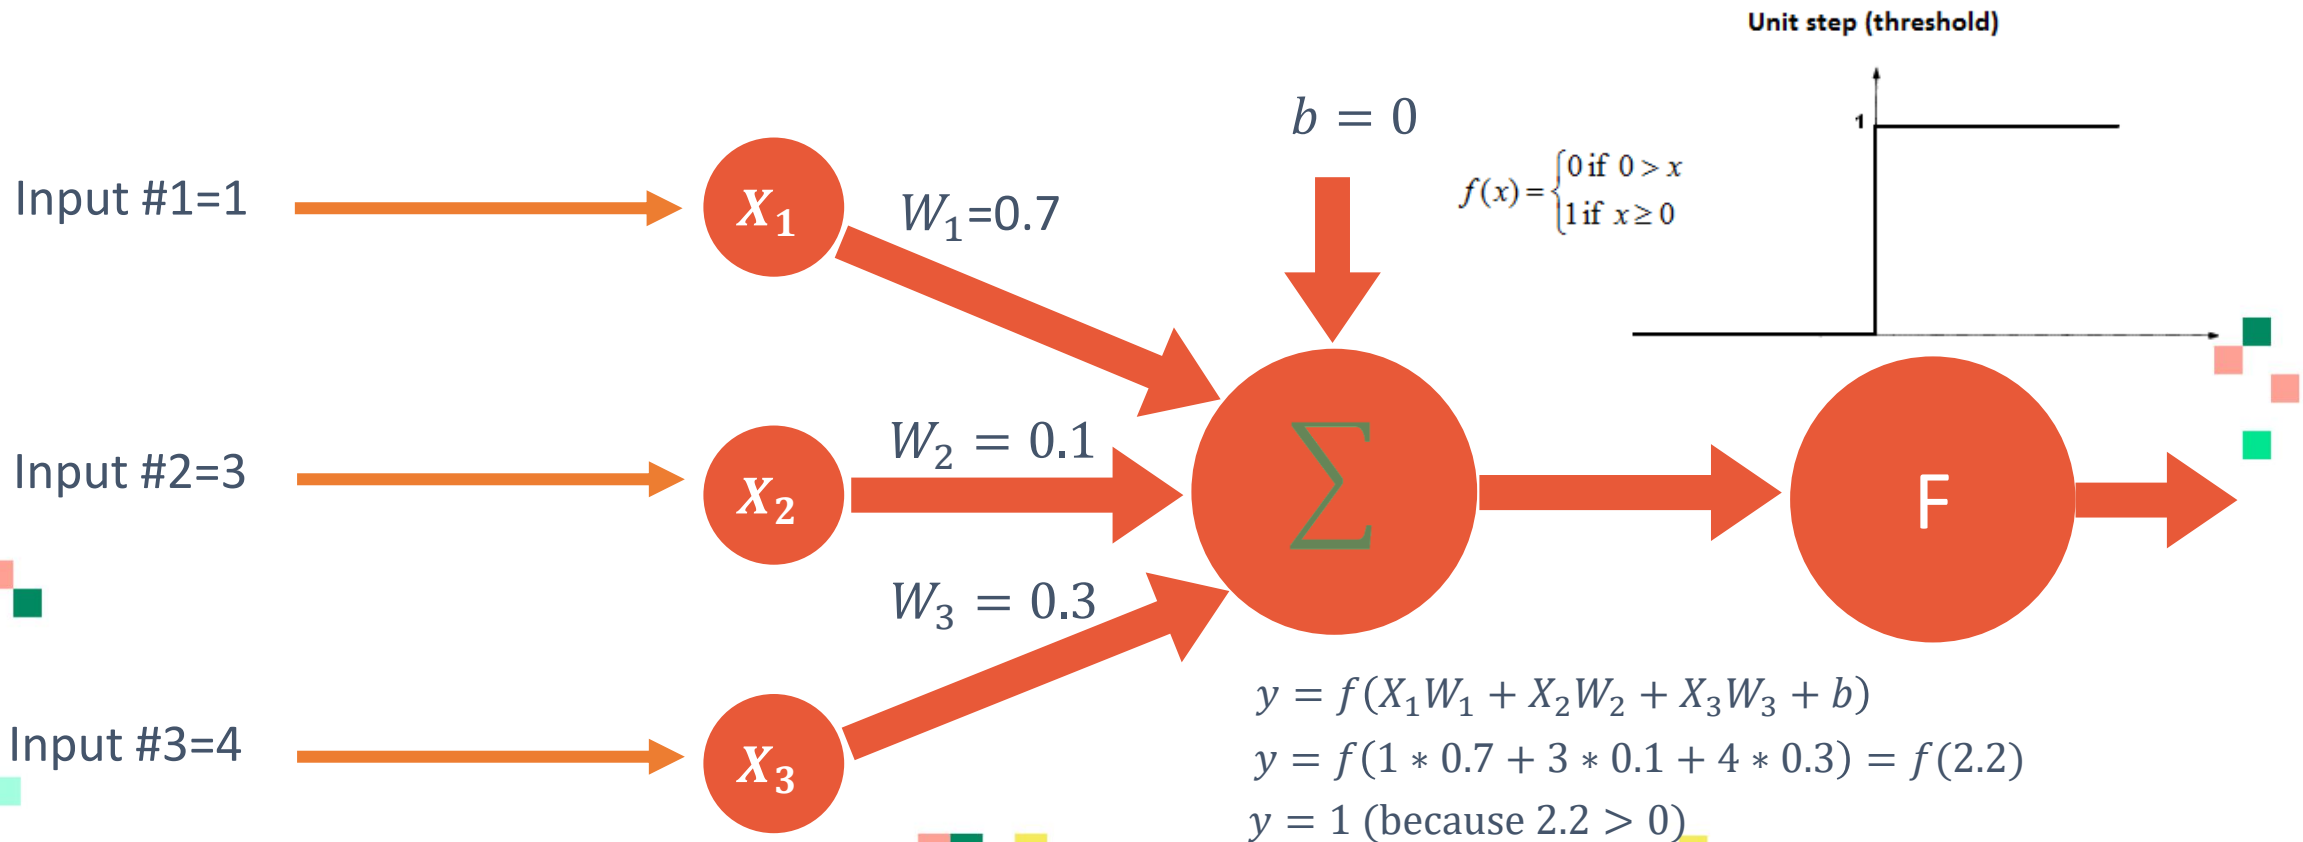 Unit step (threshold)
b = 0
1
f(x) = {0 if 0 > x
1 if x ≥ 0
Input #1=1
X₁
W₁=0.7
Input #2=3
X₂
W₂ = 0.1
∑
F
W₃ = 0.3
Input #3=4
X₃
y = f(X₁W₁ + X₂W₂ + X₃W₃ + b)
y = f(1 ∗ 0.7 + 3 ∗ 0.1 + 4 ∗ 0.3) = f(2.2)
y = 1 (because 2.2 > 0)